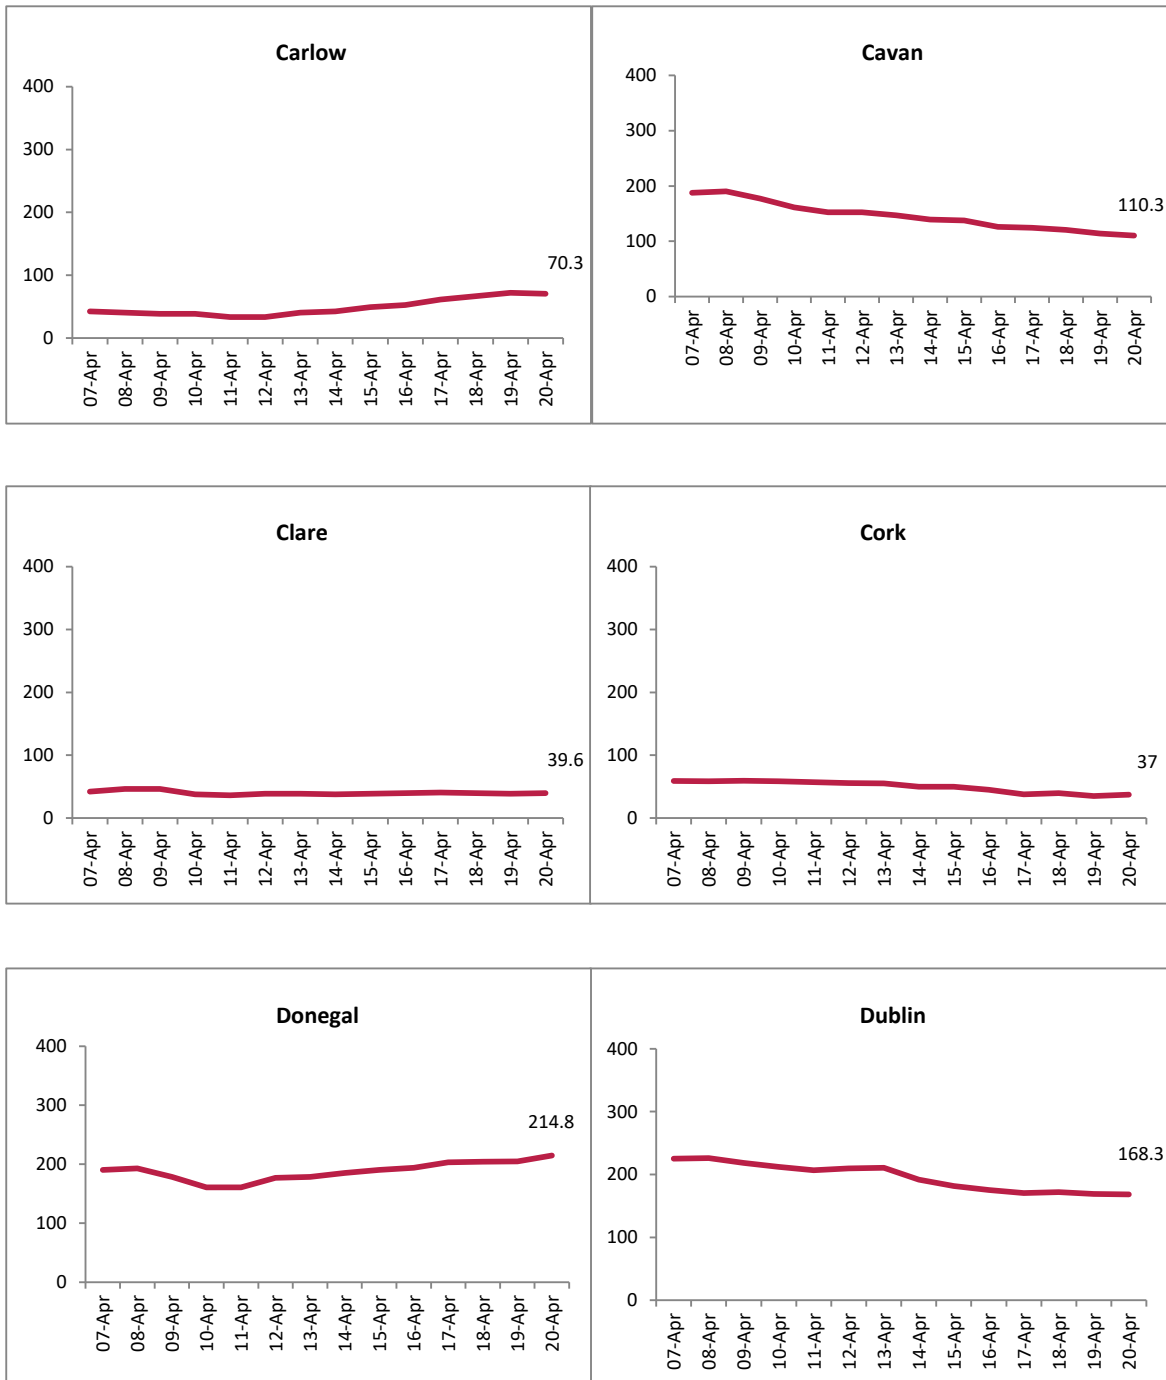 Carlow
400
300
200
100
0
70.3
07-Apr
08-Apr
09-Apr
10-Apr
11-Apr
12-Apr
13-Apr
14-Apr
15-Apr
16-Apr
17-Apr
18-Apr
19-Apr
20-Apr
Cavan
400
300
200
100
0
110.3
07-Apr
08-Apr
09-Apr
10-Apr
11-Apr
12-Apr
13-Apr
14-Apr
15-Apr
16-Apr
17-Apr
18-Apr
19-Apr
20-Apr
Clare
400
300
200
100
0
39.6
07-Apr
08-Apr
09-Apr
10-Apr
11-Apr
12-Apr
13-Apr
14-Apr
15-Apr
16-Apr
17-Apr
18-Apr
19-Apr
20-Apr
Cork
400
300
200
100
0
37
07-Apr
08-Apr
09-Apr
10-Apr
11-Apr
12-Apr
13-Apr
14-Apr
15-Apr
16-Apr
17-Apr
18-Apr
19-Apr
20-Apr
Donegal
400
300
200
100
0
214.8
07-Apr
08-Apr
09-Apr
10-Apr
11-Apr
12-Apr
13-Apr
14-Apr
15-Apr
16-Apr
17-Apr
18-Apr
19-Apr
20-Apr
Dublin
400
300
200
100
0
168.3
07-Apr
08-Apr
09-Apr
10-Apr
11-Apr
12-Apr
13-Apr
14-Apr
15-Apr
16-Apr
17-Apr
18-Apr
19-Apr
20-Apr